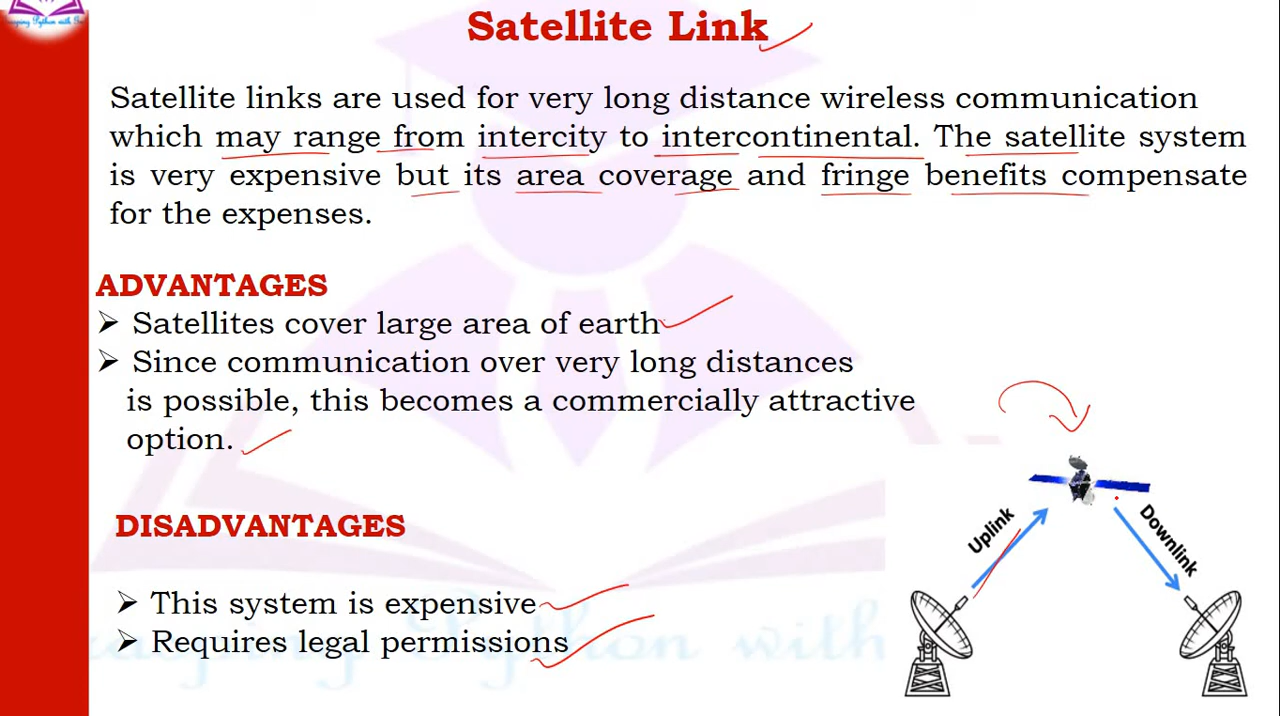 Satellite Link
Satellite links are used for very long distance wireless communication
which may range from intercity to intercontinental. The satellite system
is very expensive but its area coverage and fringe benefits compensate
for the expenses.
ADVANTAGES
➢ Satellites cover large area of earth
➢ Since communication over very long distances
is possible, this becomes a commercially attractive
option.
DISADVANTAGES
➢ This system is expensive
➢ Requires legal permissions
Uplink
Downlink
Python with